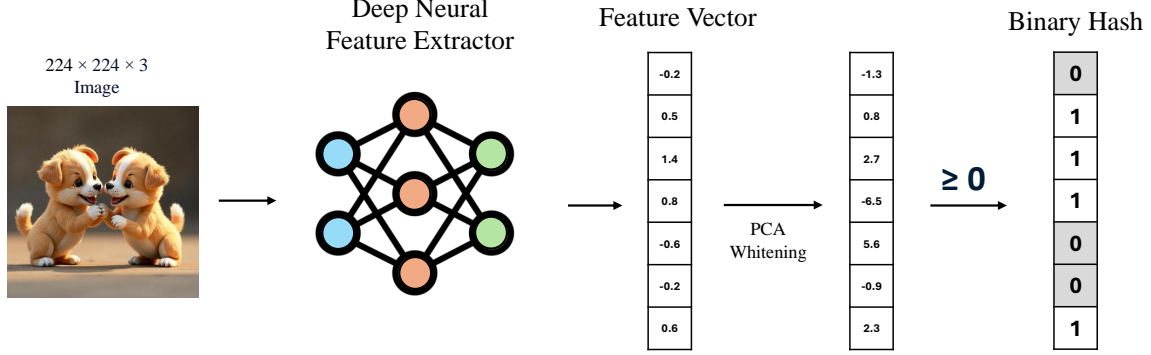 Deep Neural
Feature Extractor
Feature Vector
Binary Hash
224 × 224 × 3
Image
-0.2
0.5
1.4
0.8
-0.6
-0.2
0.6
PCA
Whitening
-1.3
0.8
2.7
-6.5
5.6
-0.9
2.3
≥ 0
0
1
1
1
0
0
1